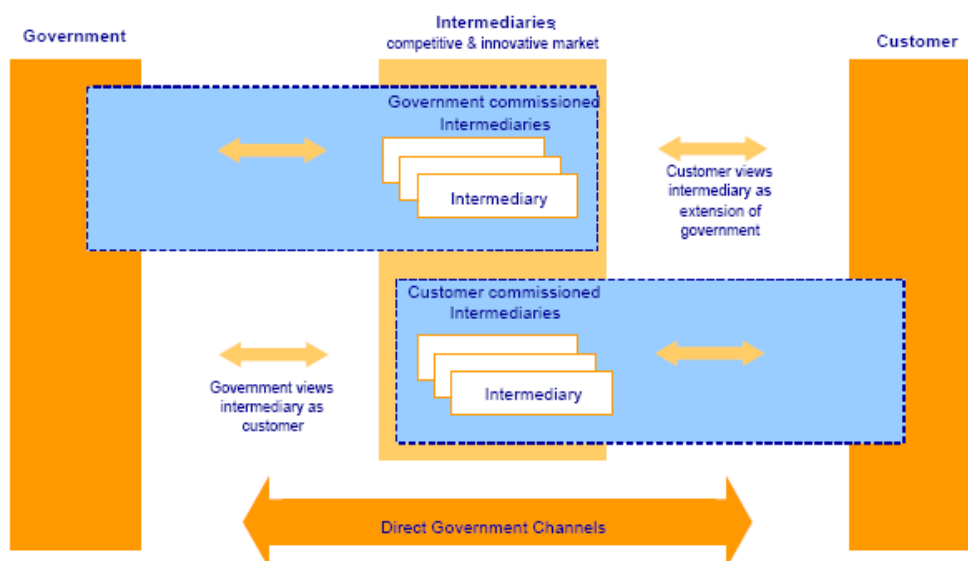 Government
Intermediaries;
competitive & innovative market
Customer
Government commissioned
Intermediaries
Intermediary
Customer views
intermediary as
extension of
government
Customer commissioned
Intermediaries
Intermediary
Government views
intermediary as
customer
Direct Government Channels